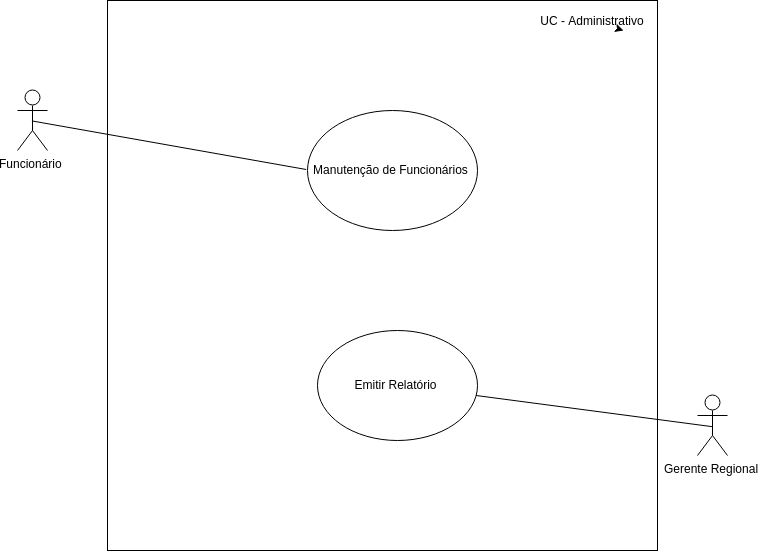 UC - Administrativo
Funcionário
Manutenção de Funcionários
Emitir Relatório
Gerente Regional